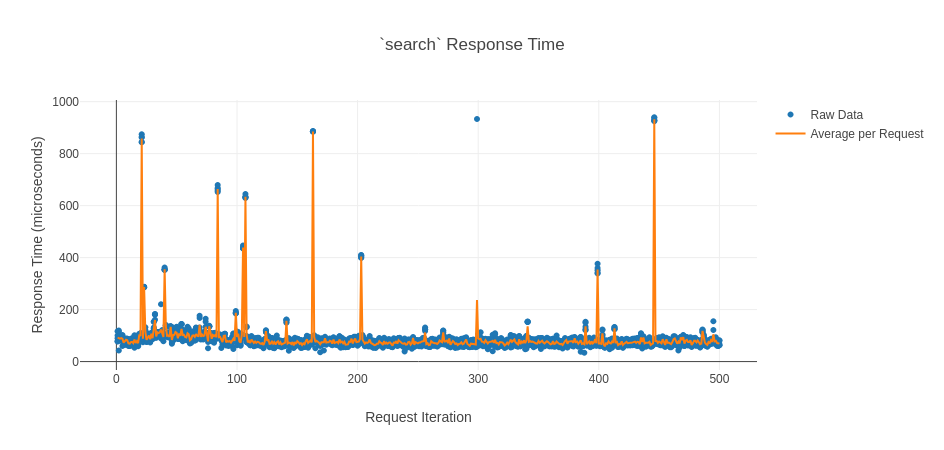 `search` Response Time
Raw Data
Average per Request
Response Time (microseconds)
1000
800
600
400
200
0
0
100
200
300
400
500
Request Iteration